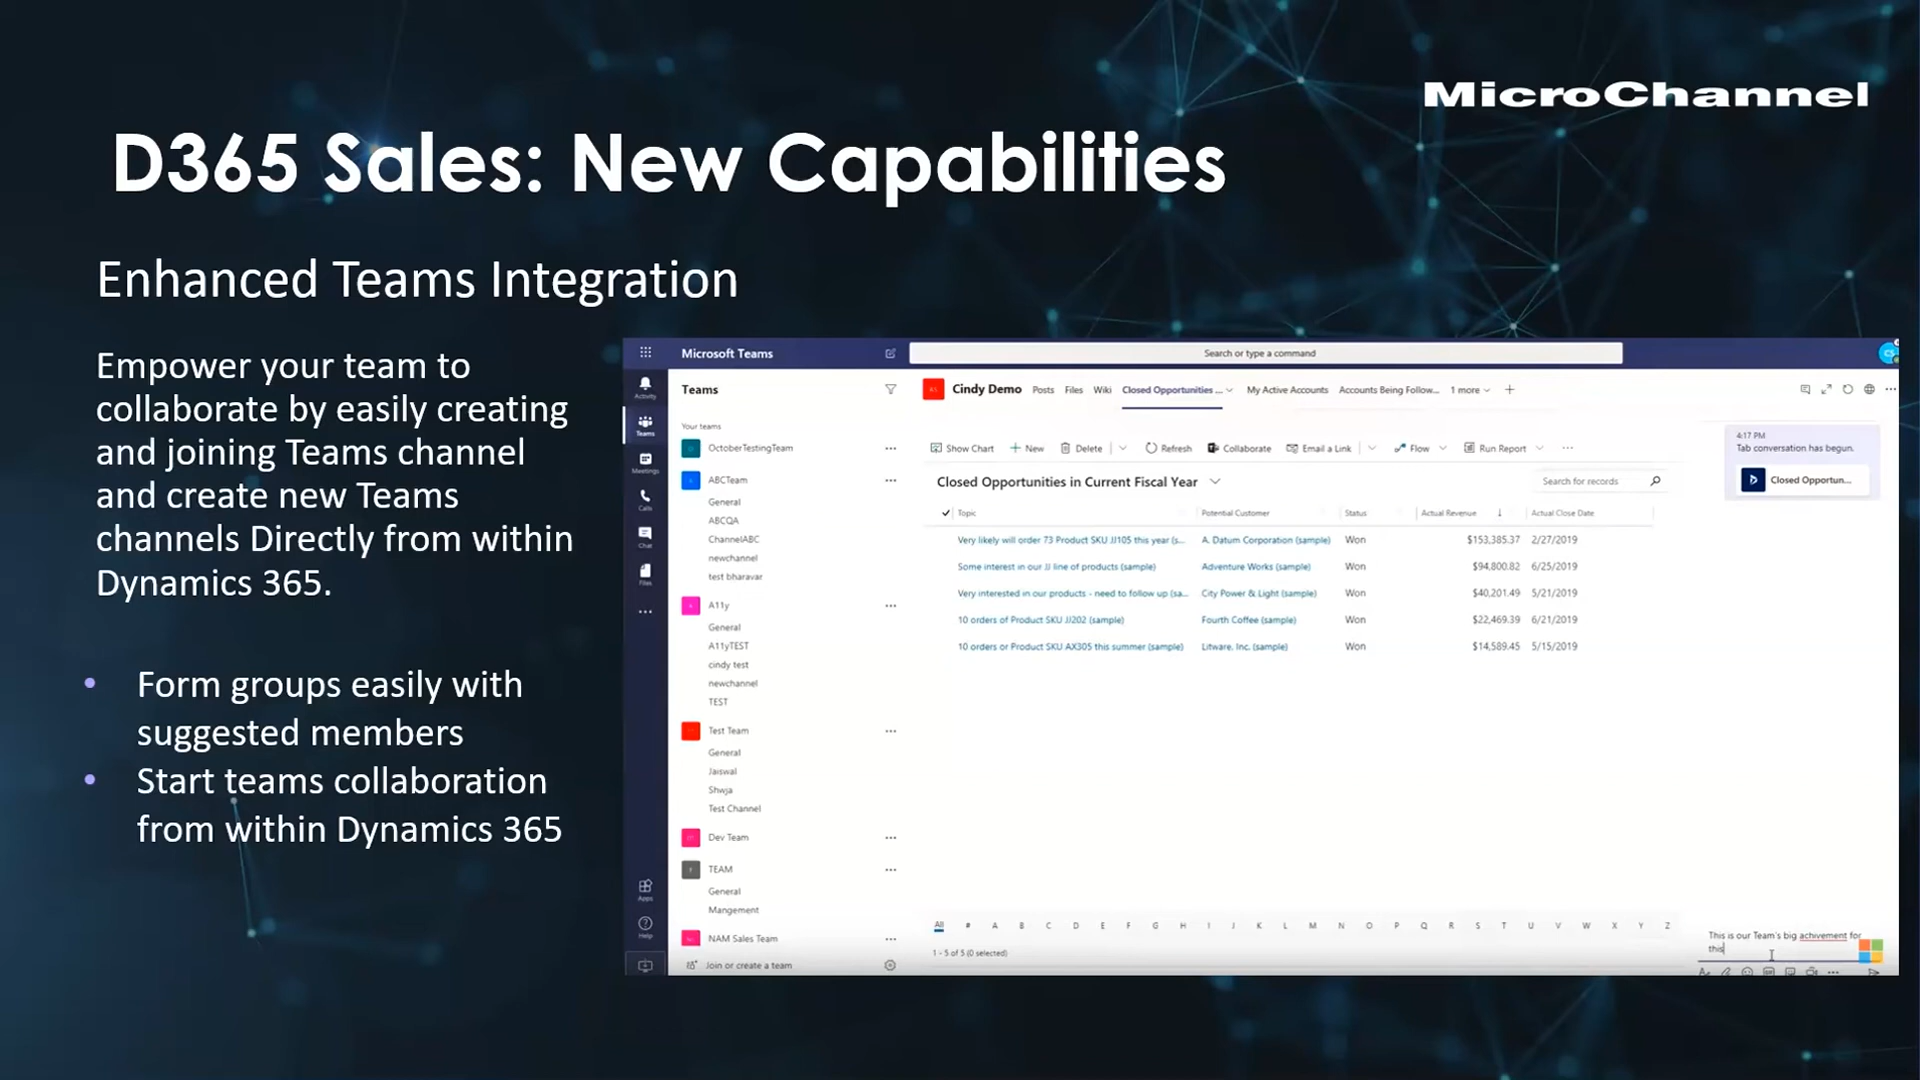 MicroChannel
D365 Sales: New Capabilities
Enhanced Teams Integration
Empower your team to
collaborate by easily creating
and joining Teams channel
and create new Teams
channels Directly from within
Dynamics 365.
• Form groups easily with
suggested members
• Start teams collaboration
from within Dynamics 365
Microsoft Teams
Search or type a command
Activity
Teams
Meetings
Calls
Chat
Files
Apps
Help
Teams
Your teams
OctoberTestingTeam
ABCTeam
General
ABCQA
ChannelABC
newchannel
test bharavar
A11y
General
A11yTEST
cindy test
newchannel
TEST
Test Team
General
Jaiswal
Shwja
Test Channel
Dev Team
TEAM
General
Mangement
NAM Sales Team
Join or create a team
Cindy Demo Posts Files Wiki Closed Opportunities ... My Active Accounts Accounts Being Follow... 1 more +
Show Chart + New Delete Refresh Collaborate Email a Link Flow Run Report ...
Closed Opportunities in Current Fiscal Year
Search for records
Topic Potential Customer Status Actual Revenue ↓ Actual Close Date
Very likely will order 73 Product SKU JJ105 this year (s... A. Datum Corporation (sample) Won $153,385.37 2/27/2019
Some interest in our JJ line of products (sample) Adventure Works (sample) Won $94,800.82 6/25/2019
Very interested in our products - need to follow up (sa... City Power & Light (sample) Won $40,201.49 5/21/2019
10 orders of Product SKU JJ202 (sample) Fourth Coffee (sample) Won $22,469.39 6/21/2019
10 orders or Product SKU AX305 this summer (sample) Litware, Inc. (sample) Won $14,589.45 5/15/2019
All # A B C D E F G H I J K L M N O P Q R S T U V W X Y Z
1 - 5 of 5 (0 selected)
4:17 PM
Tab conversation has begun.
Closed Opportun...
This is our Team's big achivement for
this